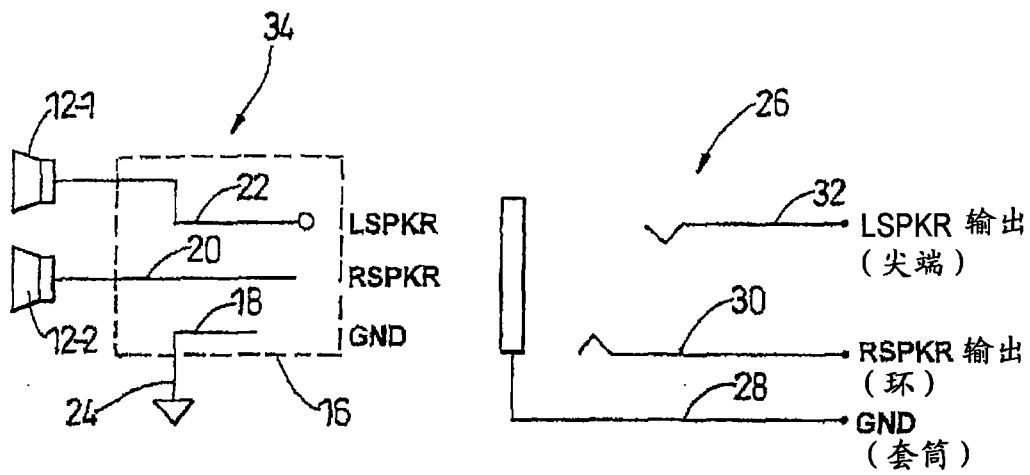 34
12-1
26
22
LSPKR
32
LSPKR 输出
(尖端)
20
RSPKR
18
GND
12-2
30
RSPKR 输出
(环)
24
16
28
GND
(套筒)